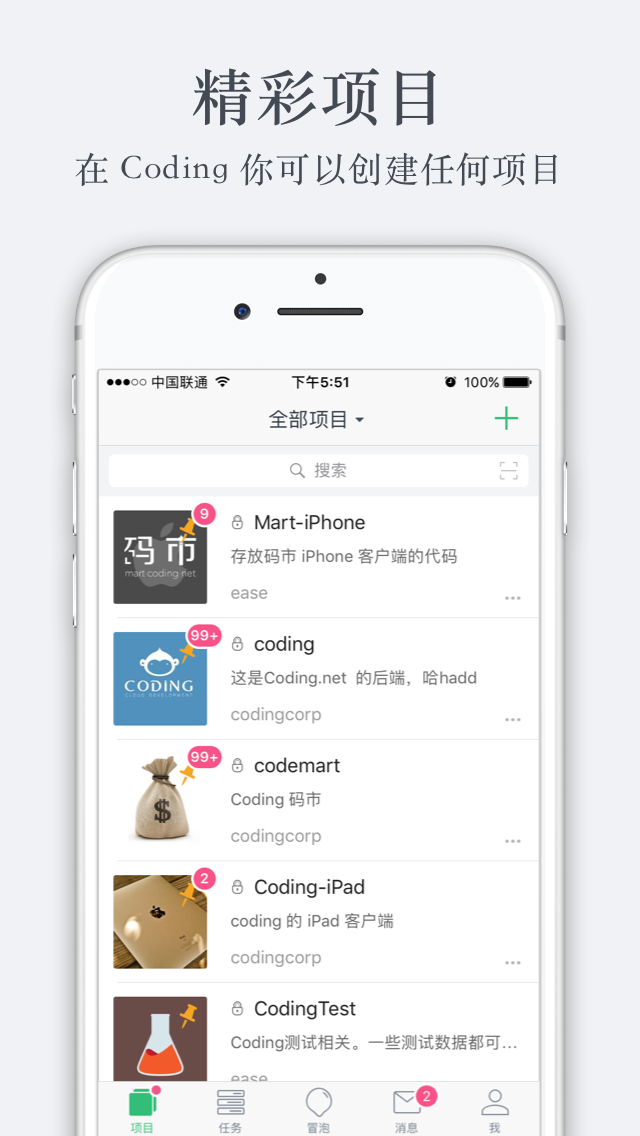 精彩项目
在 Coding 你可以创建任何项目
中国联通 下午5:51 100%
全部项目
搜索
9
码市
mart·coding·net
Mart-iPhone
存放码市 iPhone 客户端的代码
ease
99+
CODING
CLOUD DEVELOPMENT
coding
这是Coding.net 的后端，哈hadd
codingcorp
99+
$
codemart
Coding 码市
codingcorp
2
Coding-iPad
coding 的 iPad 客户端
codingcorp
CodingTest
Coding测试相关。一些测试数据都可...
ease
2
项目 任务 冒泡 消息 我